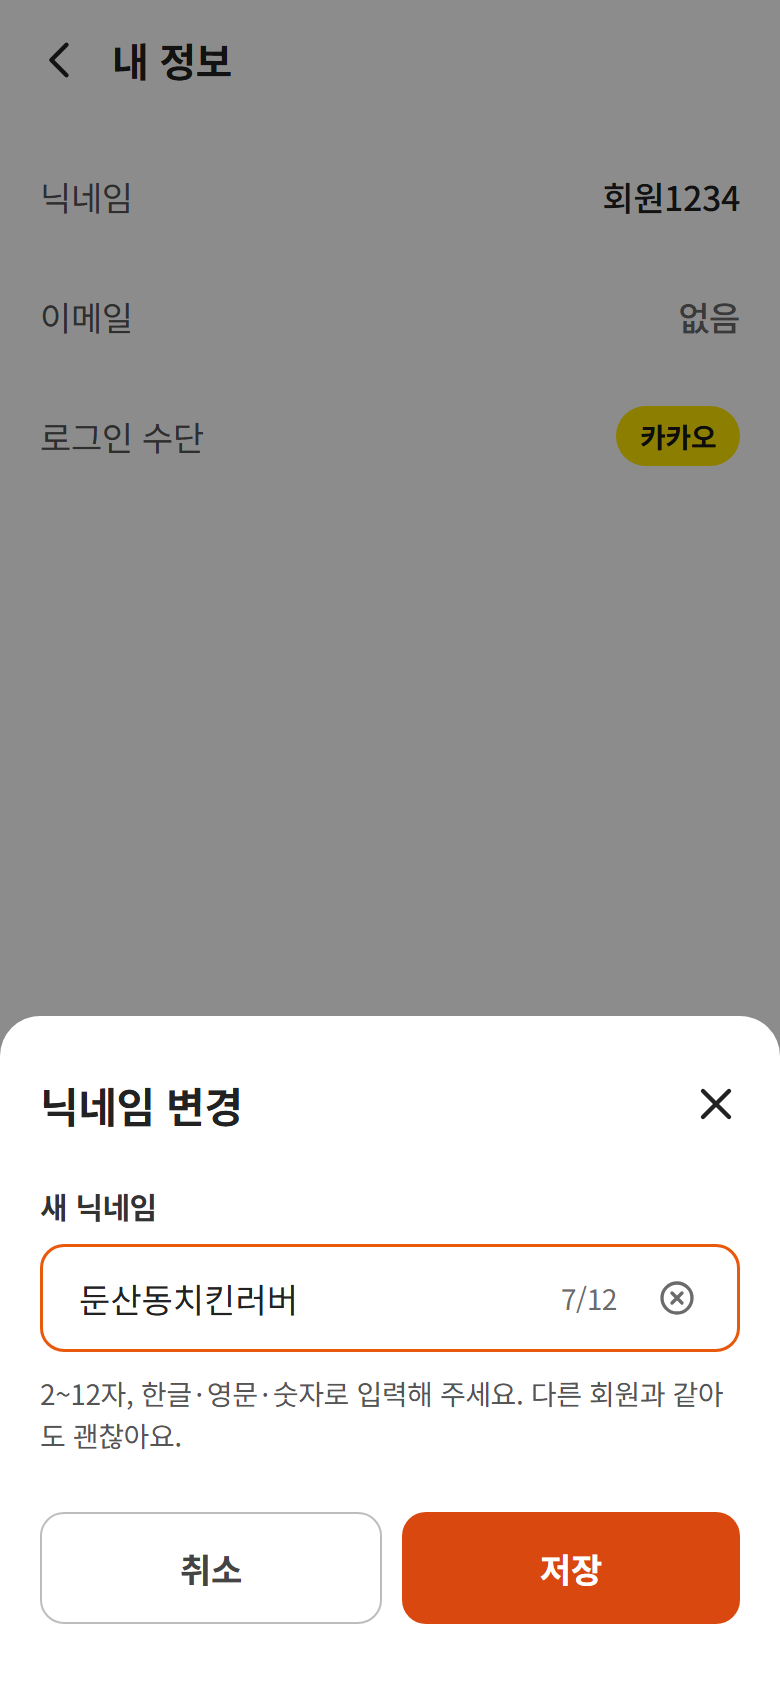 내 정보
닉네임 회원1234
이메일 없음
로그인 수단 카카오
닉네임 변경
새 닉네임
둔산동치킨러버 7/12
2~12자, 한글·영문·숫자로 입력해 주세요. 다른 회원과 같아
도 괜찮아요.
취소 저장